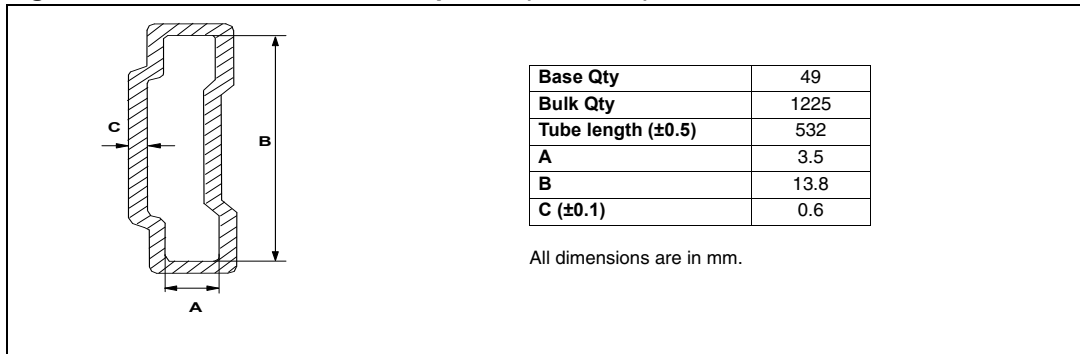 C
B
A
Base Qty 49
Bulk Qty 1225
Tube length (±0.5) 532
A 3.5
B 13.8
C (±0.1) 0.6
All dimensions are in mm.